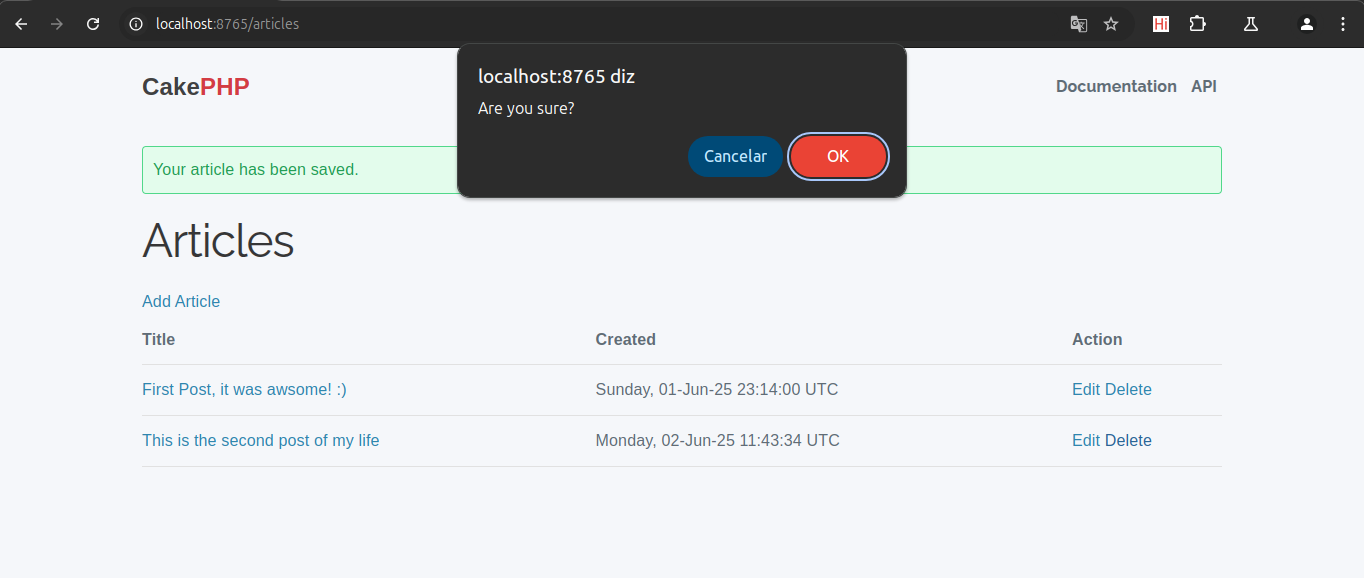 localhost:8765/articles
Hi
localhost:8765 diz
Are you sure?
Cancelar OK
CakePHP
Documentation API
Your article has been saved.
Articles
Add Article
Title Created Action
First Post, it was awsome! :) Sunday, 01-Jun-25 23:14:00 UTC Edit Delete
This is the second post of my life Monday, 02-Jun-25 11:43:34 UTC Edit Delete